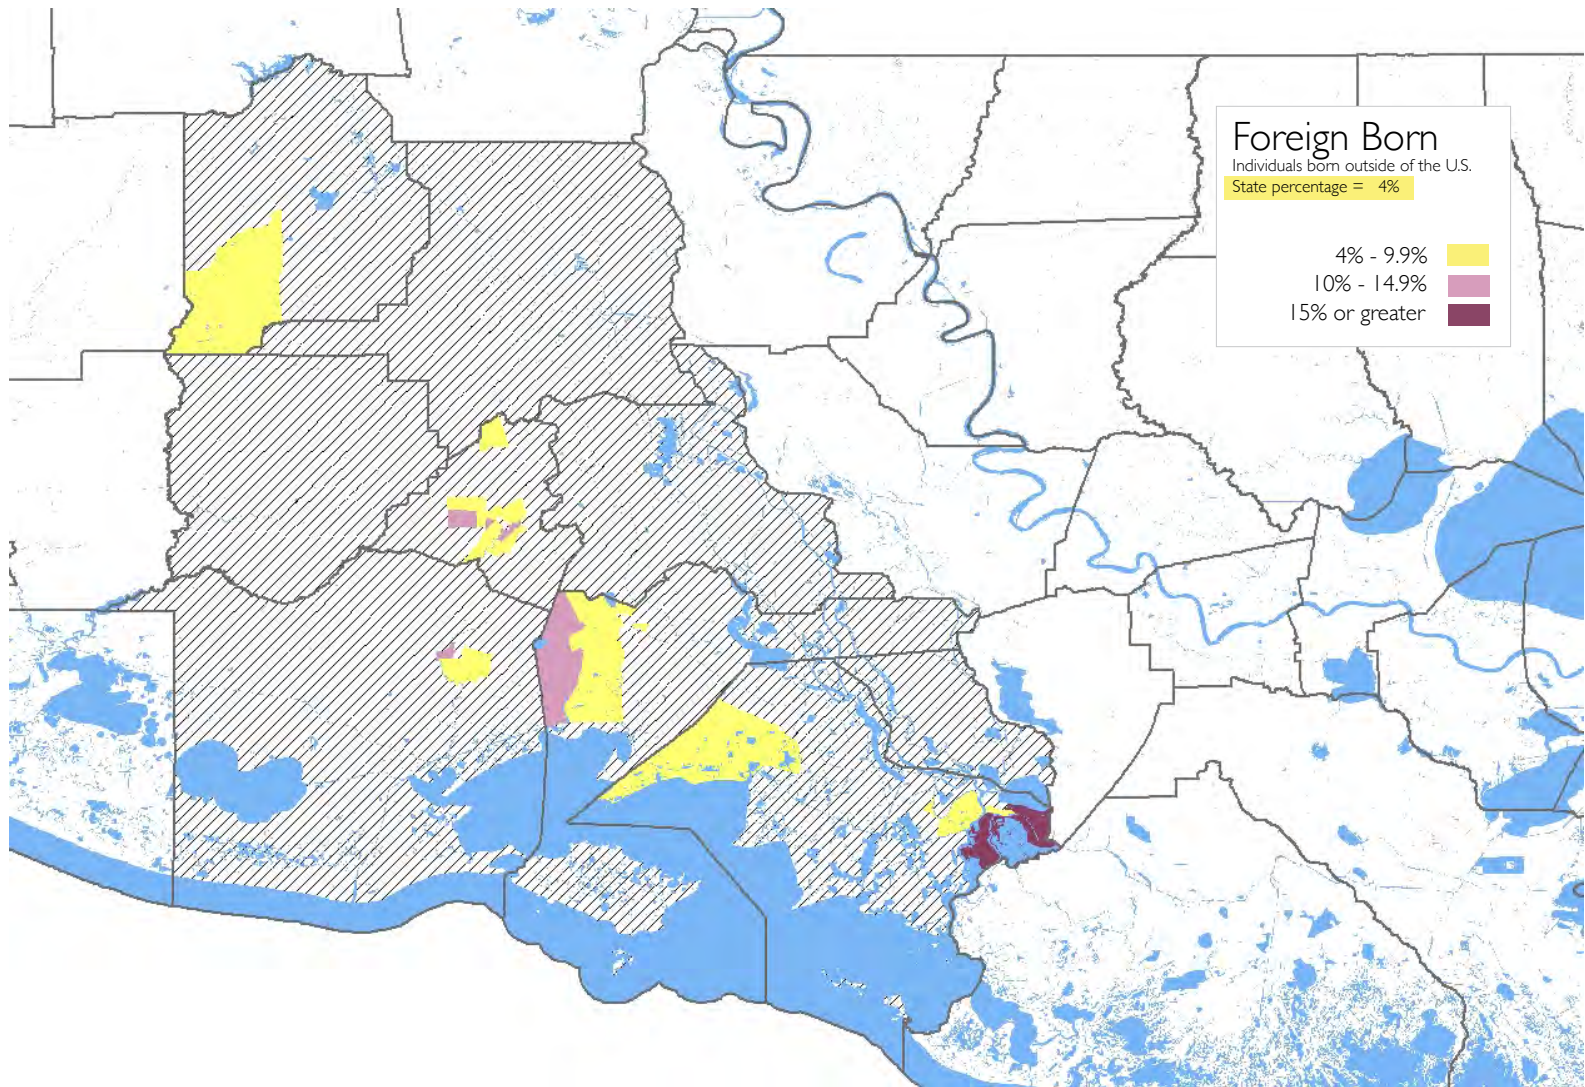 Foreign Born
Individuals born outside of the U.S.
State percentage = 4%
4% - 9.9%
10% - 14.9%
15% or greater